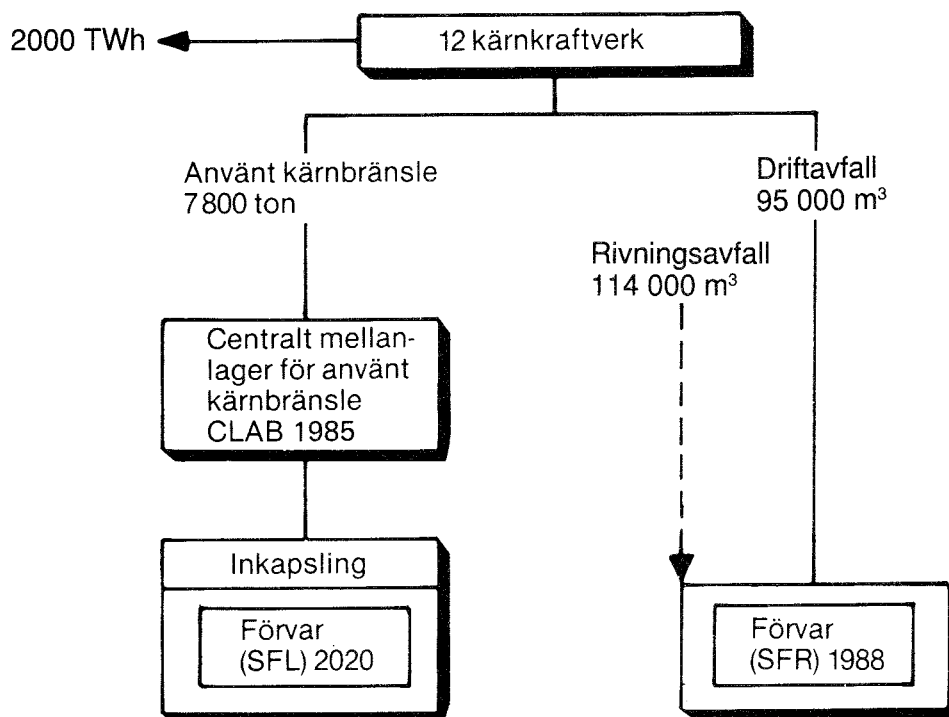 2000 TWh
12 kärnkraftverk
Använt kärnbränsle
7800 ton
Driftavfall
95 000 m³
Rivningsavfall
114 000 m³
Centralt mellan-
lager för använt
kärnbränsle
CLAB 1985
Inkapsling
Förvar
(SFL) 2020
Förvar
(SFR) 1988